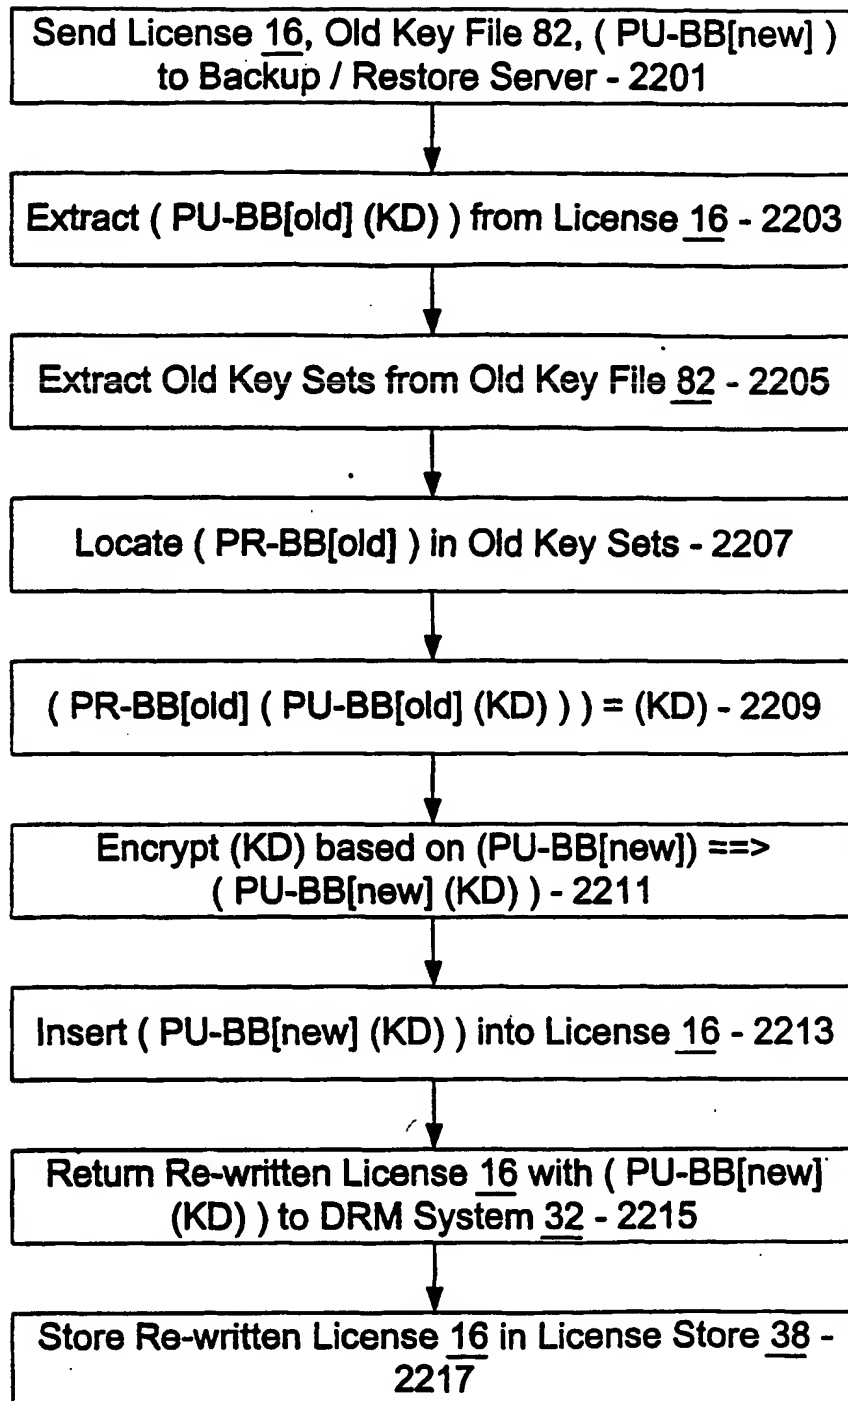 Send License 16, Old Key File 82, ( PU-BB[new] )
to Backup / Restore Server - 2201
Extract ( PU-BB[old] (KD) ) from License 16 - 2203
Extract Old Key Sets from Old Key File 82 - 2205
Locate ( PR-BB[old] ) in Old Key Sets - 2207
( PR-BB[old] ( PU-BB[old] (KD) ) ) = (KD) - 2209
Encrypt (KD) based on (PU-BB[new]) ==>
( PU-BB[new] (KD) ) - 2211
Insert ( PU-BB[new] (KD) ) into License 16 - 2213
Return Re-written License 16 with ( PU-BB[new]
(KD) ) to DRM System 32 - 2215
Store Re-written License 16 in License Store 38 -
2217